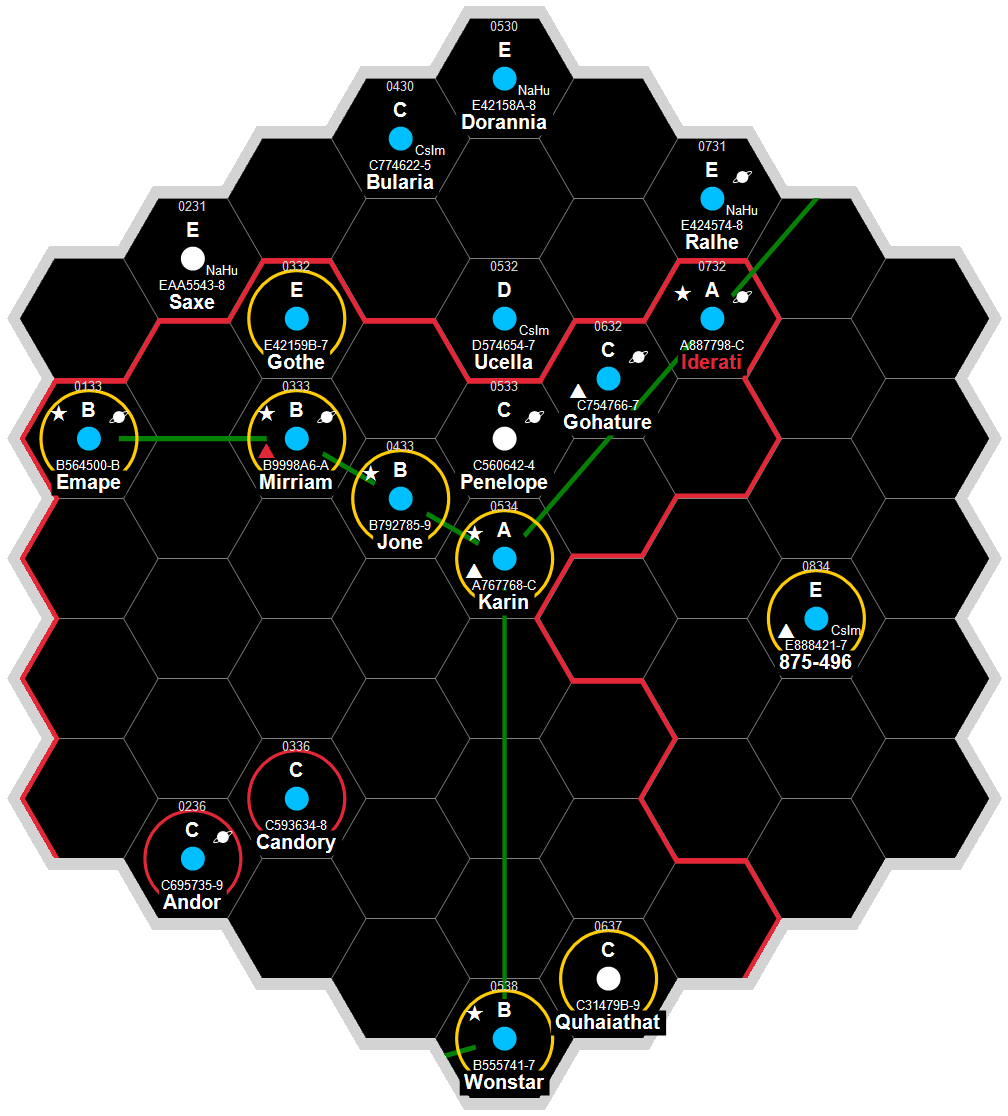 0530
E
NaHu
E42158A-8
Dorannia
0430
C
CsIm
C774622-5
Bularia
0731
E
NaHu
E424574-8
Ralhe
0231
E
NaHu
EAA5543-8
Saxe
0332
E
E42159B-7
Gothe
0532
D
CsIm
D574654-7
Ucella
0732
A
A887798-C
Iderati
0632
C
C754766-7
Gohature
0133
B
B564500-B
Emape
0333
B
B9998A6-A
Mirriam
0533
C
C560642-4
Penelope
0433
B
B792785-9
Jone
0534
A
A767768-C
Karin
0834
E
CsIm
E888421-7
875-496
0336
C
C593634-8
Candory
0236
C
C695735-9
Andor
0637
C
C31479B-9
Quhaiathat
0538
B
B555741-7
Wonstar